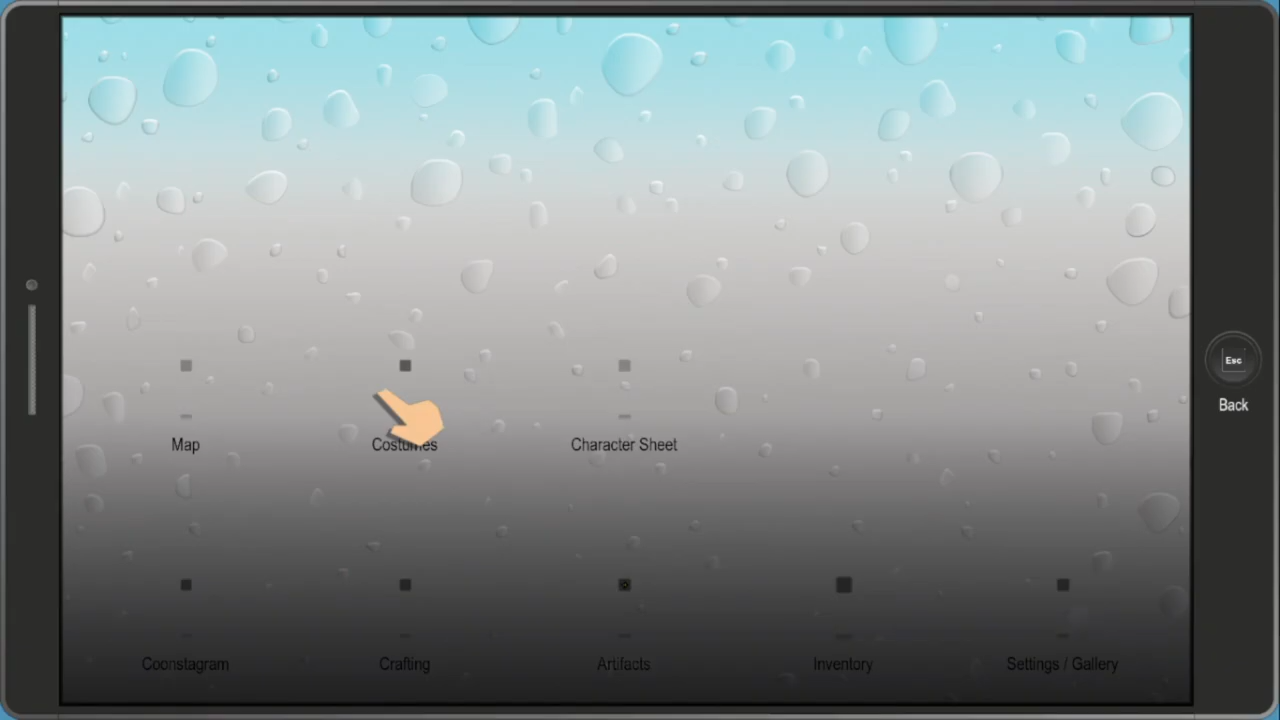 Esc
Back
Map
Costumes
Character Sheet
Coonstagram
Crafting
Artifacts
Inventory
Settings / Gallery